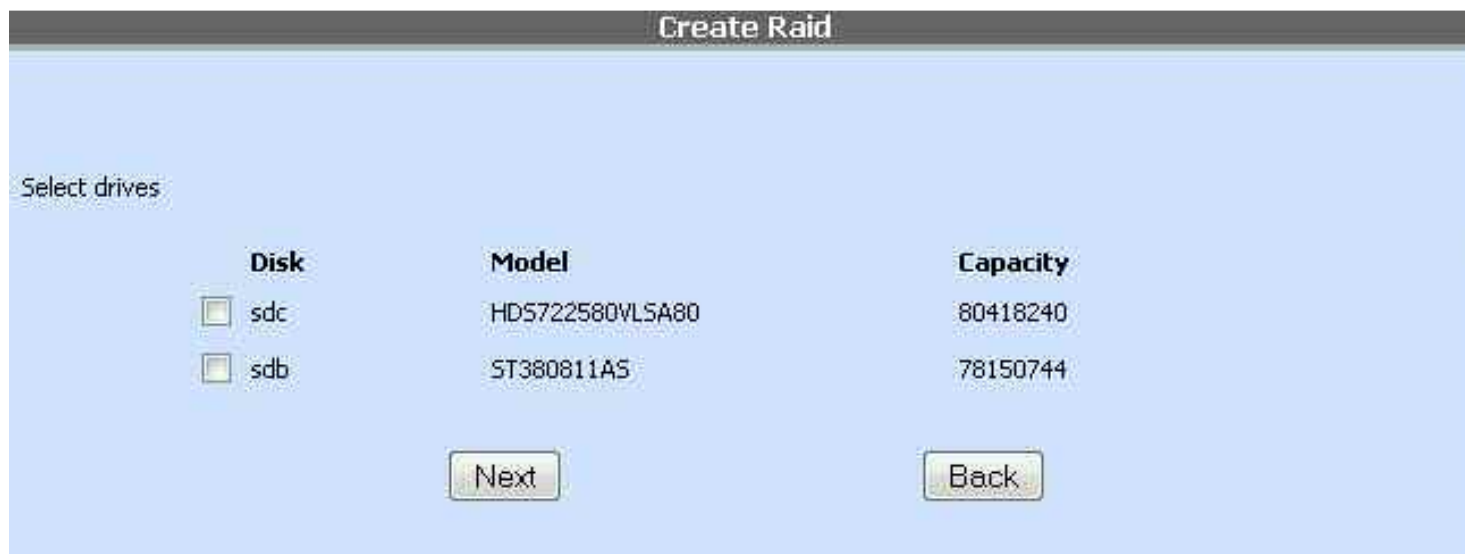 Create Raid
Select drives
Disk Model Capacity
sdc HDS722580VLSA80 80418240
sdb ST380811AS 78150744
Next Back